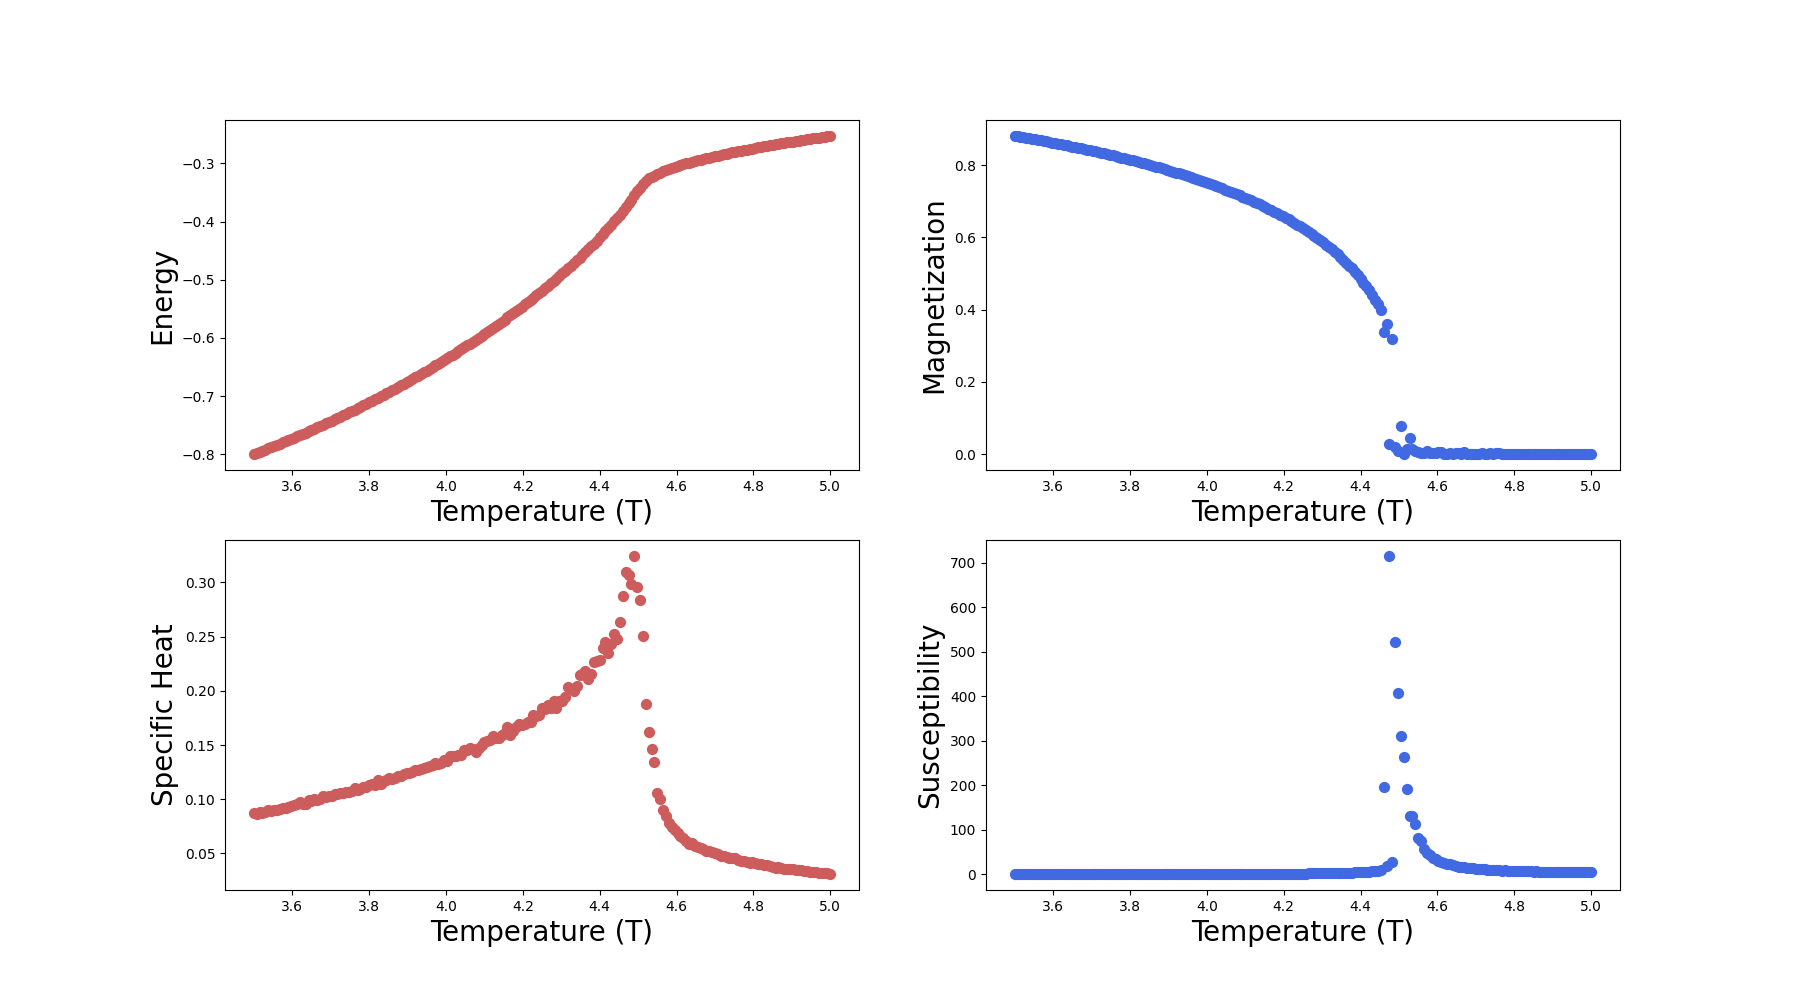 Energy
−0.3
−0.4
−0.5
−0.6
−0.7
−0.8
3.6 3.8 4.0 4.2 4.4 4.6 4.8 5.0
Temperature (T)
Magnetization
0.8
0.6
0.4
0.2
0.0
3.6 3.8 4.0 4.2 4.4 4.6 4.8 5.0
Temperature (T)
Specific Heat
0.30
0.25
0.20
0.15
0.10
0.05
3.6 3.8 4.0 4.2 4.4 4.6 4.8 5.0
Temperature (T)
Susceptibility
700
600
500
400
300
200
100
0
3.6 3.8 4.0 4.2 4.4 4.6 4.8 5.0
Temperature (T)